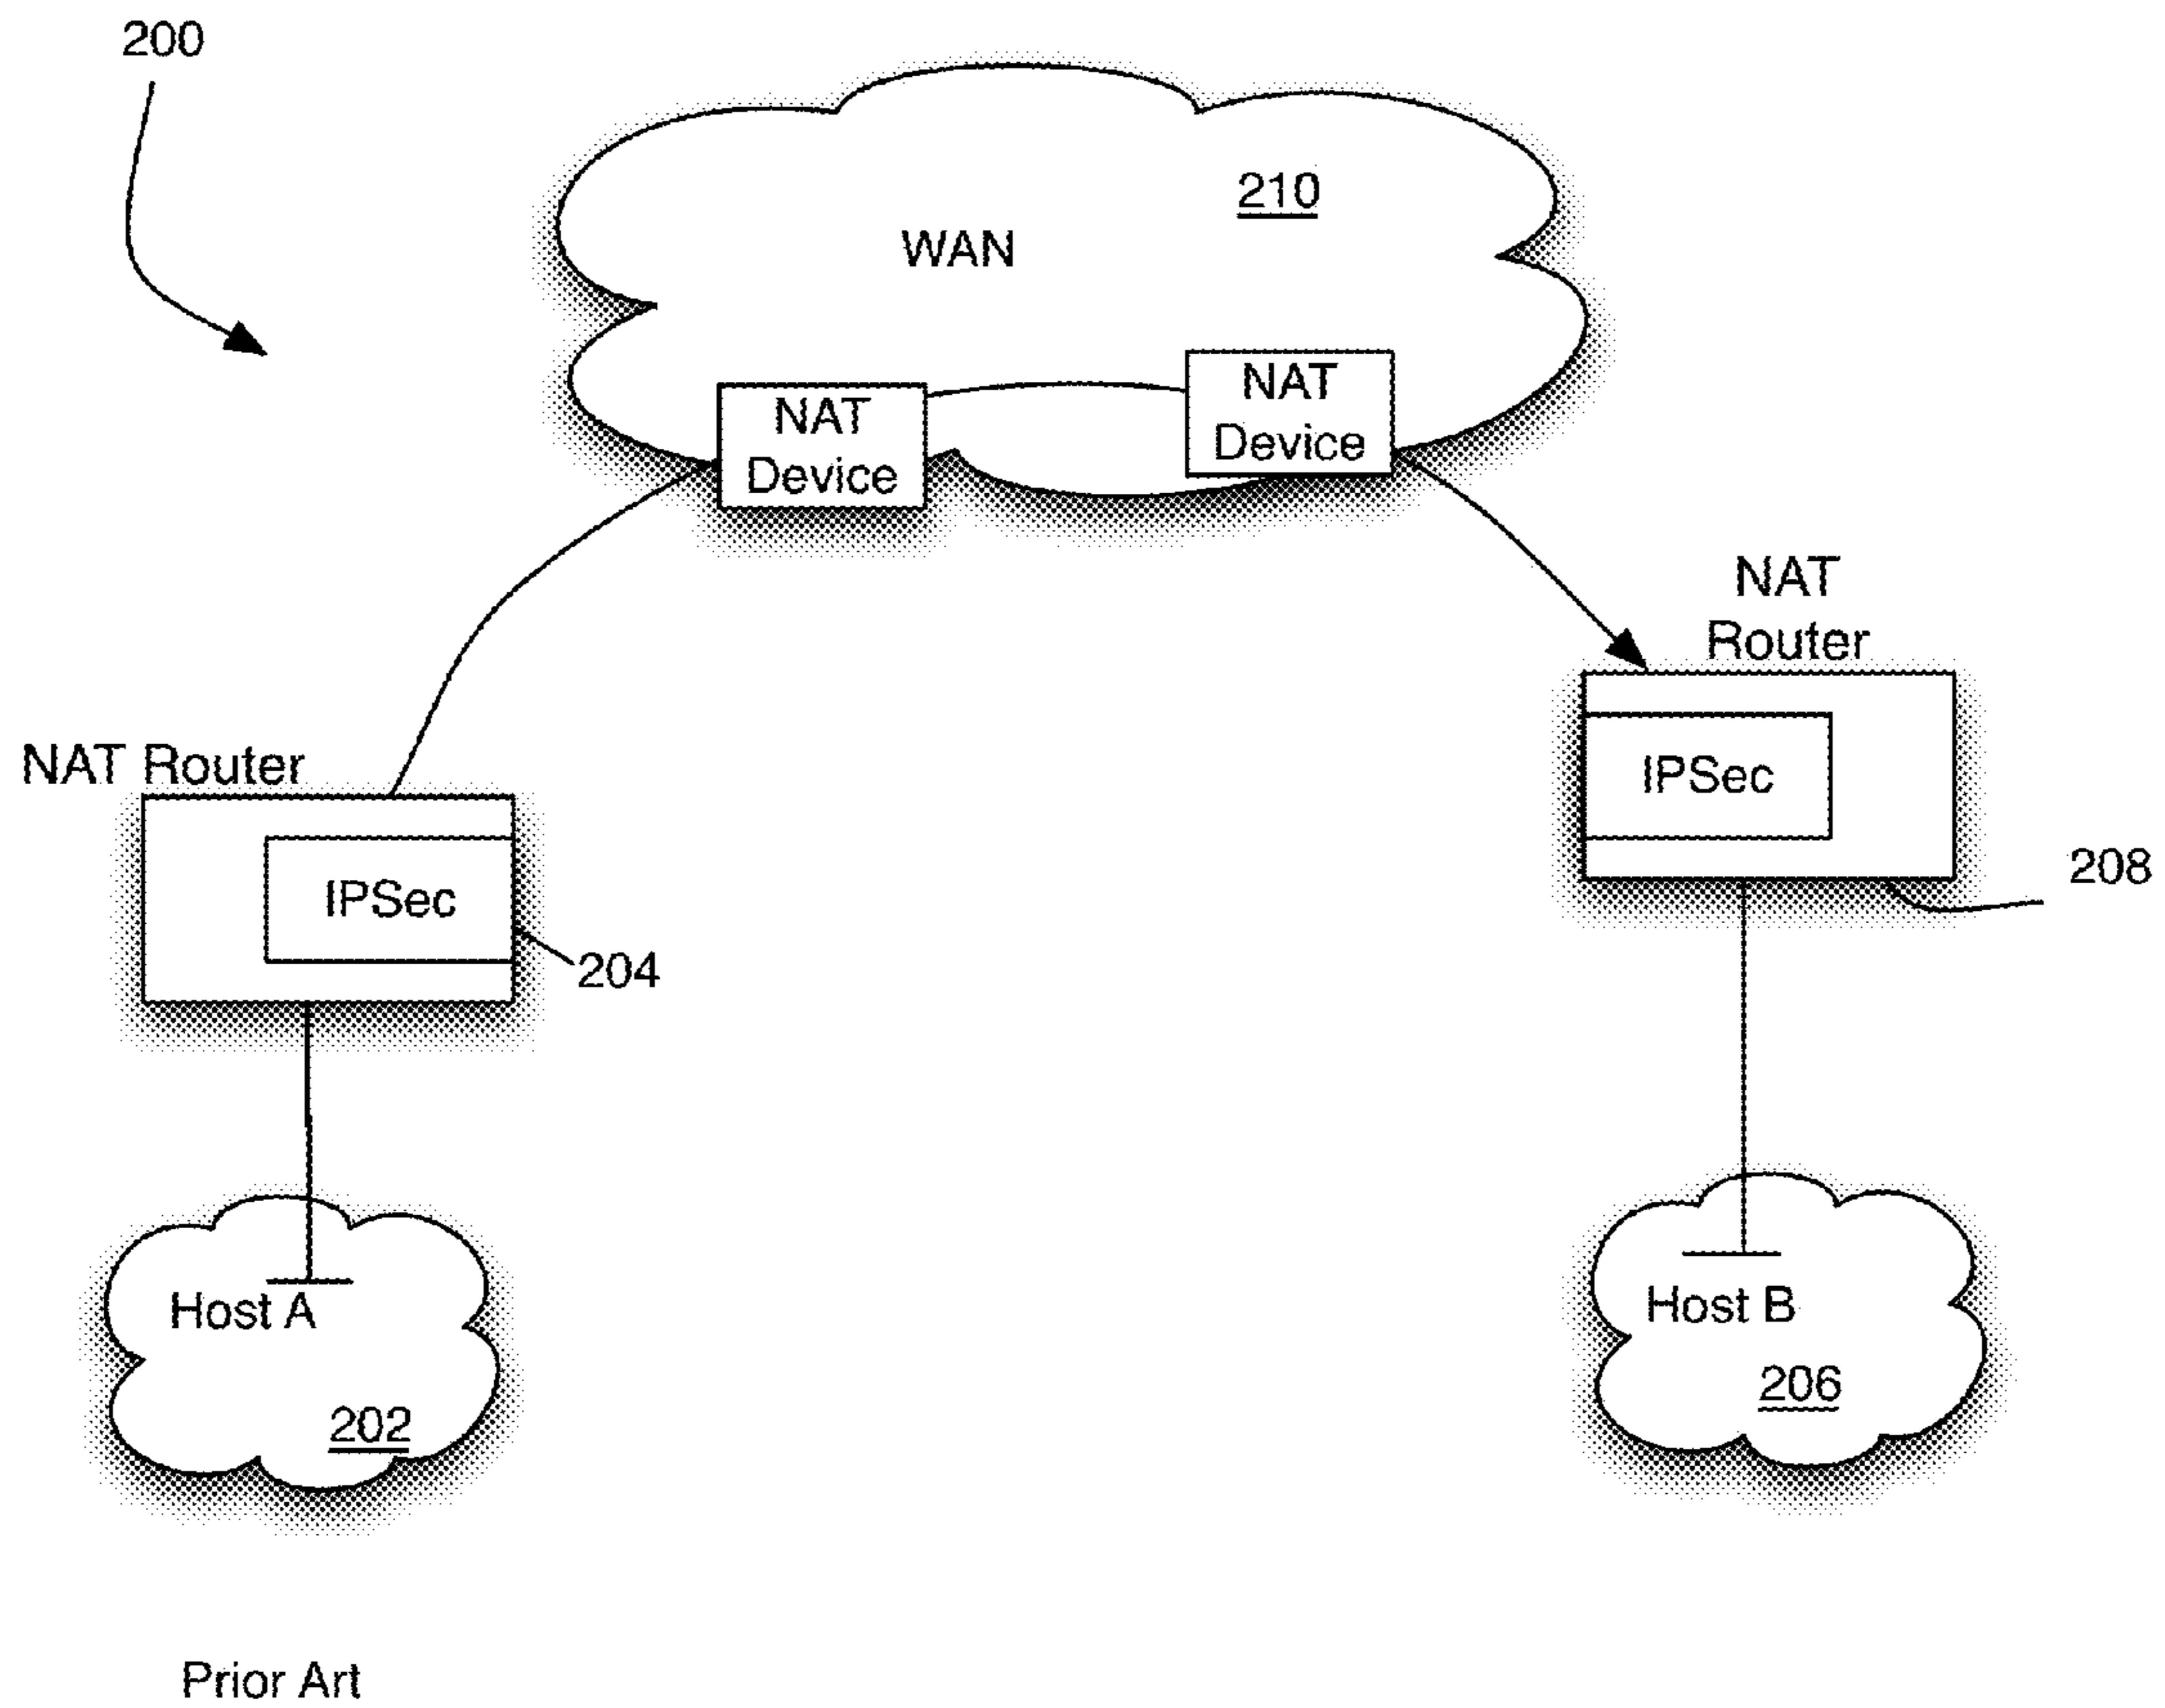 200
210
WAN
NAT
Device
NAT
Device
NAT
Router
NAT Router
IPSec
IPSec
208
204
Host A
Host B
206
202
Prior Art